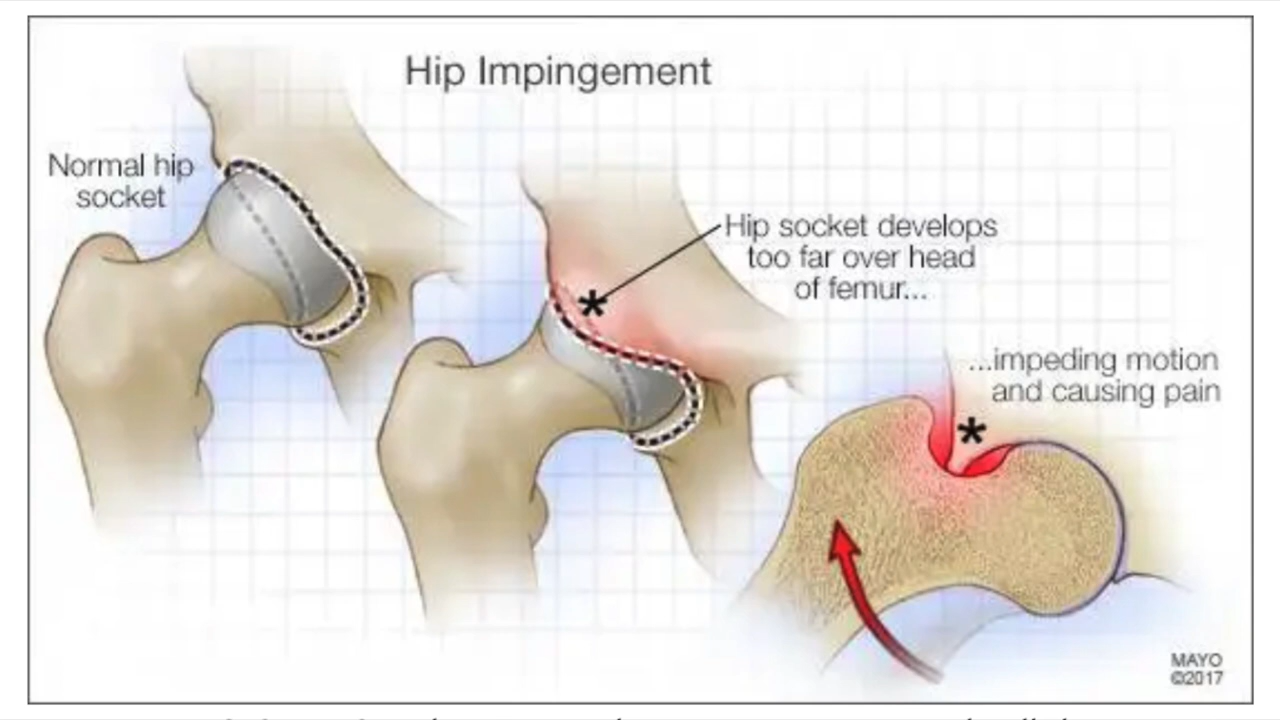 Hip Impingement
Normal hip
socket
Hip socket develops
too far over head
of femur...
...impeding motion
and causing pain
*
*
MAYO
©2017